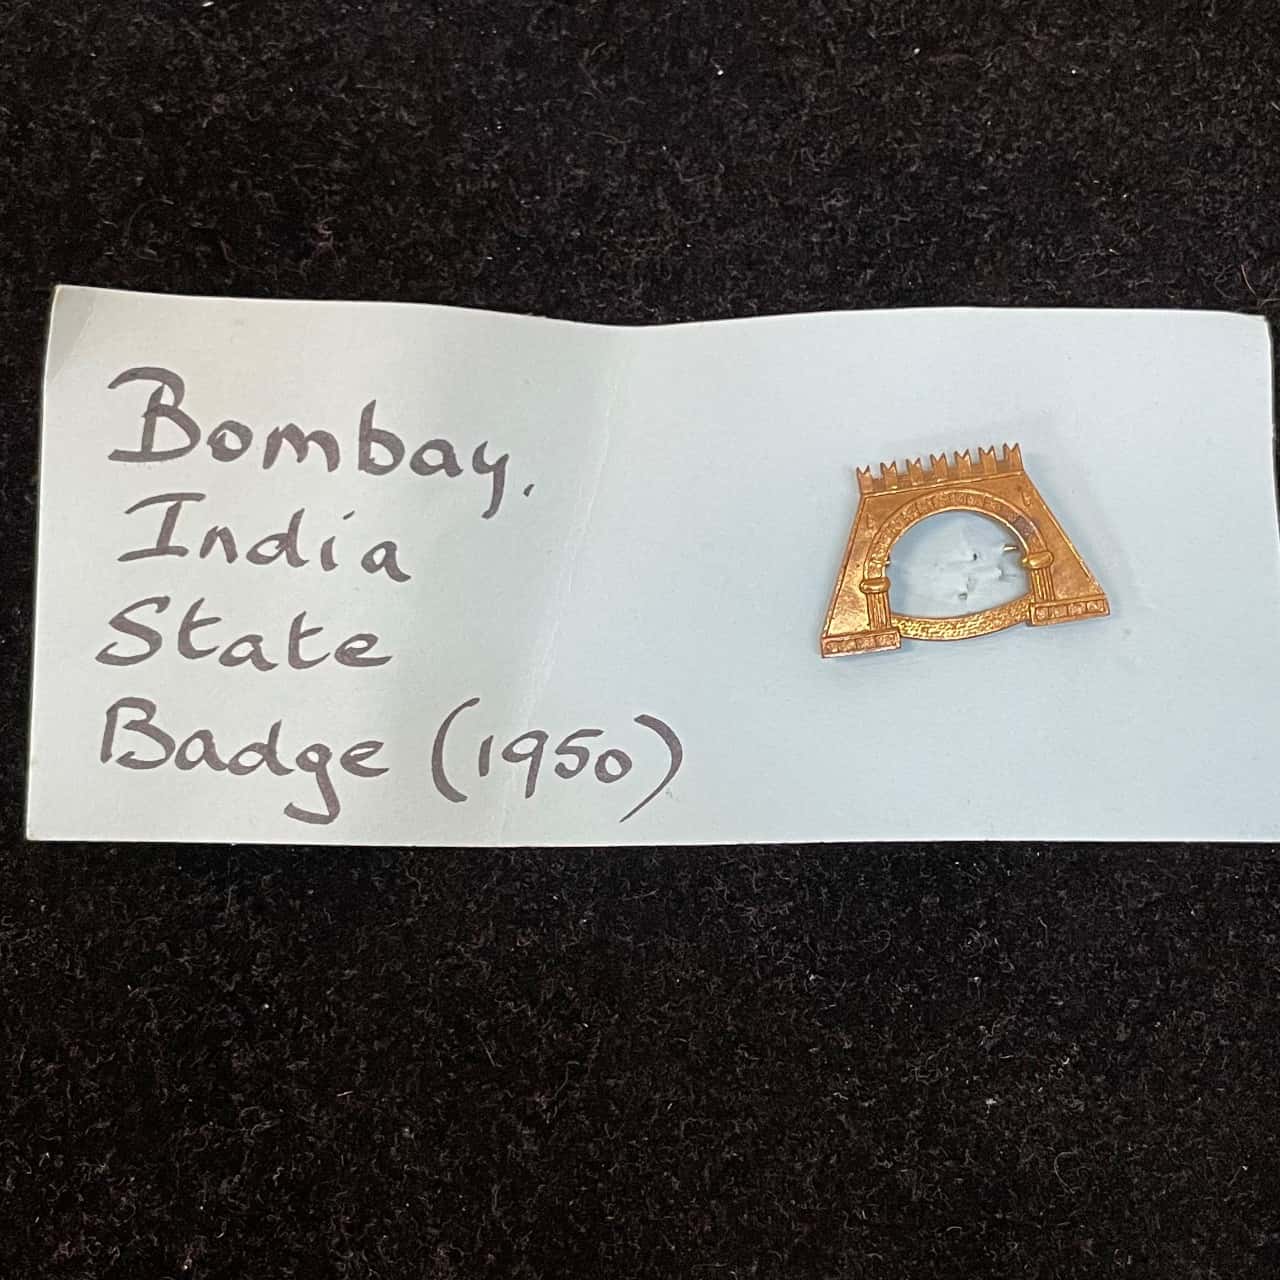 Bombay,
India
State
Badge (1950)